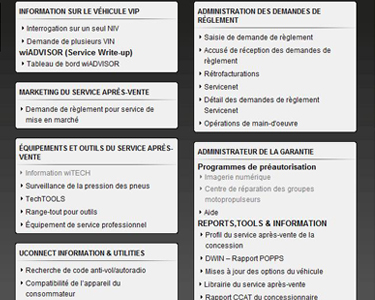 INFORMATION SUR LE VÉHICULE VIP
Interrogation sur un seul NIV
Demande de plusieurs VIN
wiADVISOR (Service Write-up)
Tableau de bord wiADVISOR
MARKETING DU SERVICE APRÈS-VENTE
Demande de règlement pour service de
mise en marché
ÉQUIPEMENTS ET OUTILS DU SERVICE APRÈS-
VENTE
Information wiTECH
Surveillance de la pression des pneus
TechTOOLS
Range-tout pour outils
Équipement de service professionnel
UCONNECT INFORMATION & UTILITIES
Recherche de code anti-vol/autoradio
Compatibilité de l'appareil du
consommateur
ADMINISTRATION DES DEMANDES DE
RÈGLEMENT
Saisie de demande de règlement
Accusé de réception des demandes de
règlement
Rétrofacturations
Servicenet
Détail des demandes de règlement
Servicenet
Opérations de main-d'oeuvre
ADMINISTRATEUR DE LA GARANTIE
Programmes de préautorisation
Imagerie numérique
Centre de réparation des groupes
motopropulseurs
Aide
REPORTS,TOOLS & INFORMATION
Profil du service après-vente de la
concession
DWIN – Rapport POPPS
Mises à jour des options du véhicule
Librairie du service après-vente
Rapport CCAT du concessionnaire